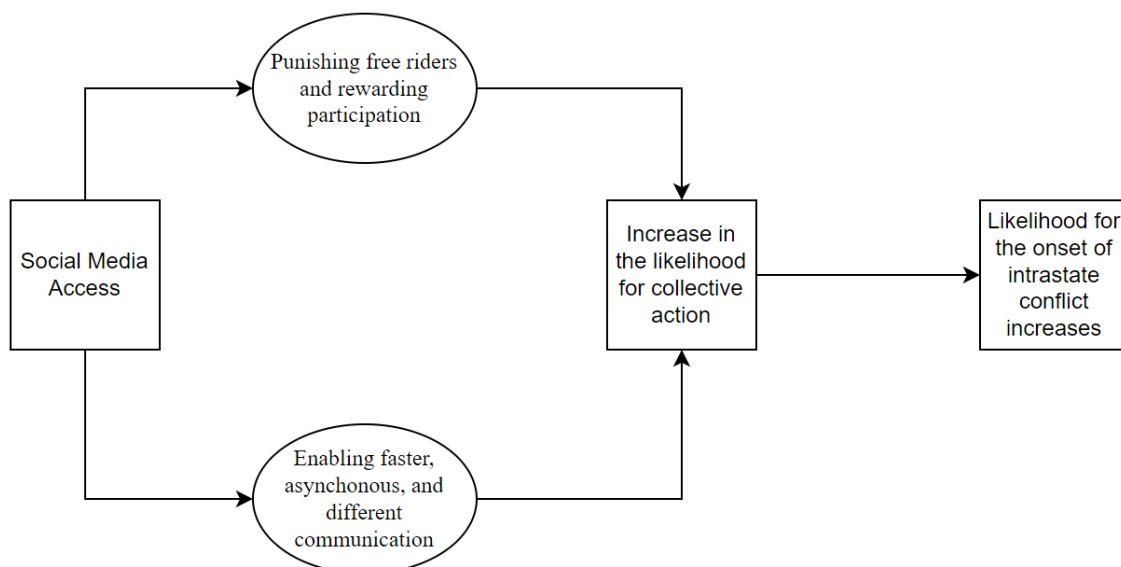 Punishing free riders
and rewarding
participation
Social Media
Access
Increase in
the likelihood
for collective
action
Likelihood for
the onset of
intrastate
conflict
increases
Enabling faster,
asynchonous, and
different
communication